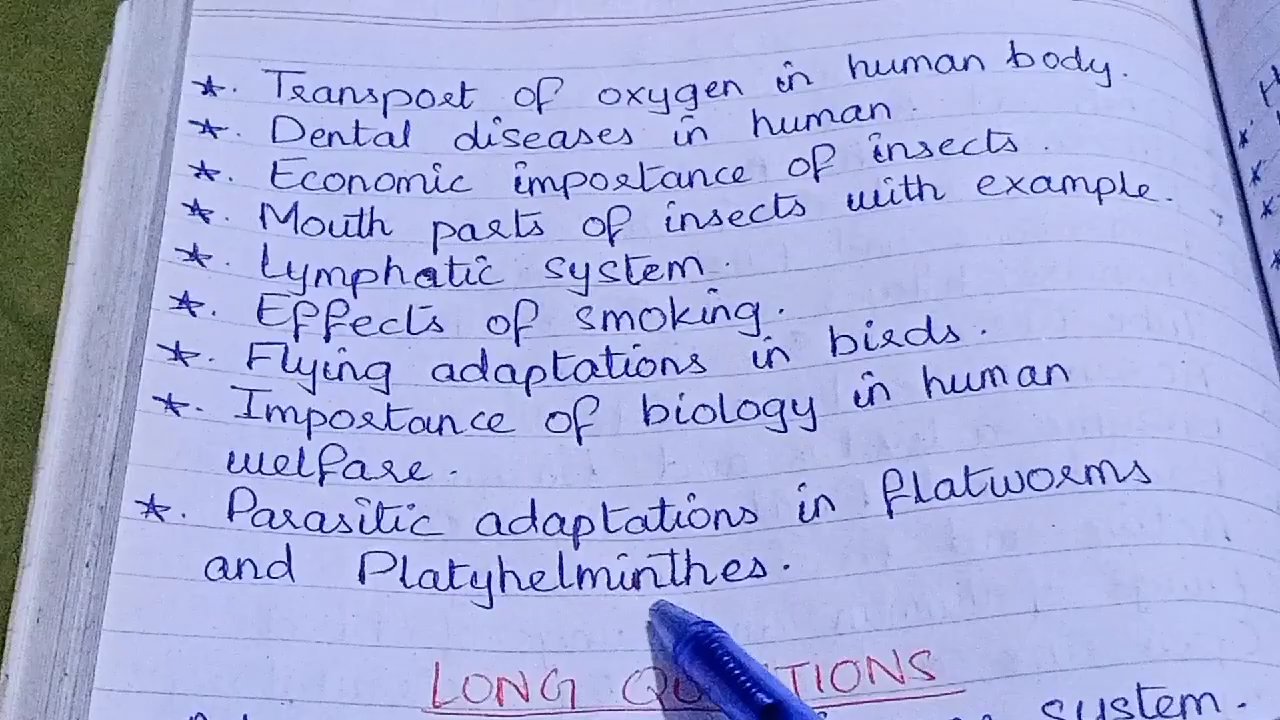 ★. Transport of oxygen in human body.
★. Dental diseases in human.
★. Economic importance of insects.
★. Mouth parts of insects with example.
★. Lymphatic system.
★. Effects of smoking.
★. Flying adaptations in birds.
★. Importance of biology in human
welfare.
★. Parasitic adaptations in flatworms
and Platyhelminthes.
LONG
system.